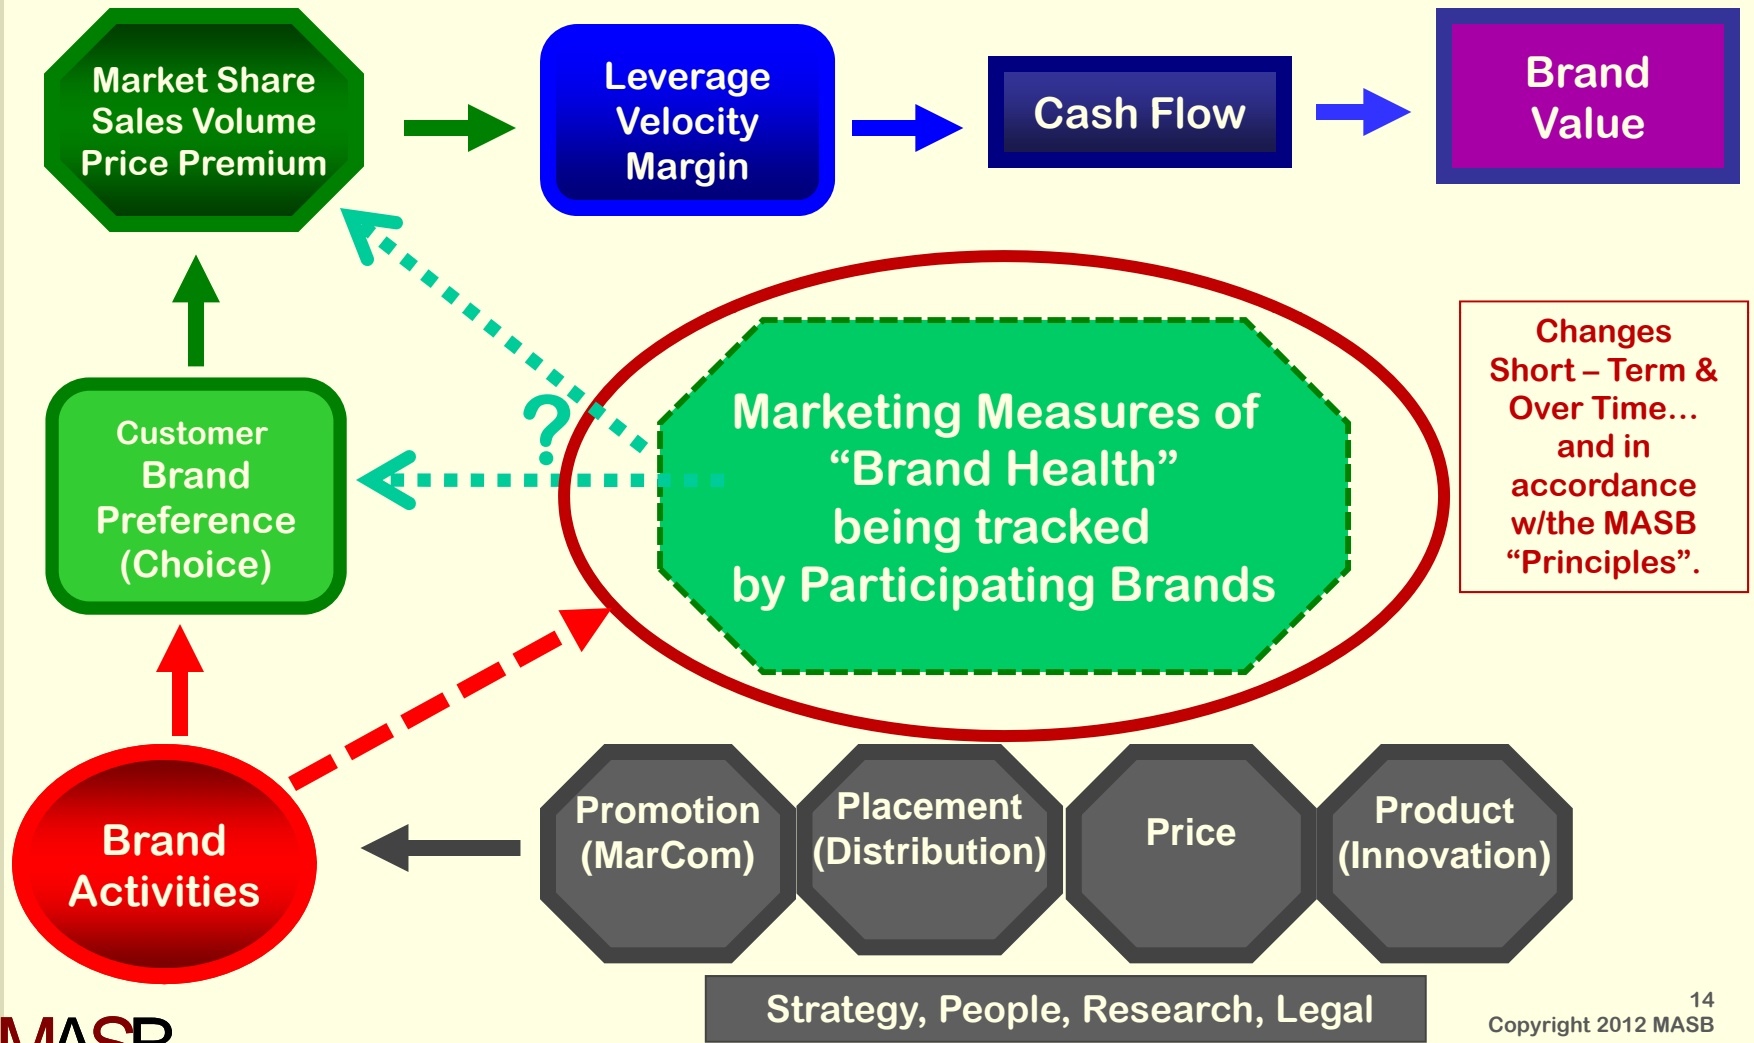 Market Share
Sales Volume
Price Premium
Leverage
Velocity
Margin
Cash Flow
Brand
Value
Customer
Brand
Preference
(Choice)
?
Marketing Measures of
“Brand Health”
being tracked
by Participating Brands
Changes
Short – Term &
Over Time…
and in
accordance
w/the MASB
“Principles”.
Brand
Activities
Promotion
(MarCom)
Placement
(Distribution)
Price
Product
(Innovation)
Strategy, People, Research, Legal
14
Copyright 2012 MASB
MASB